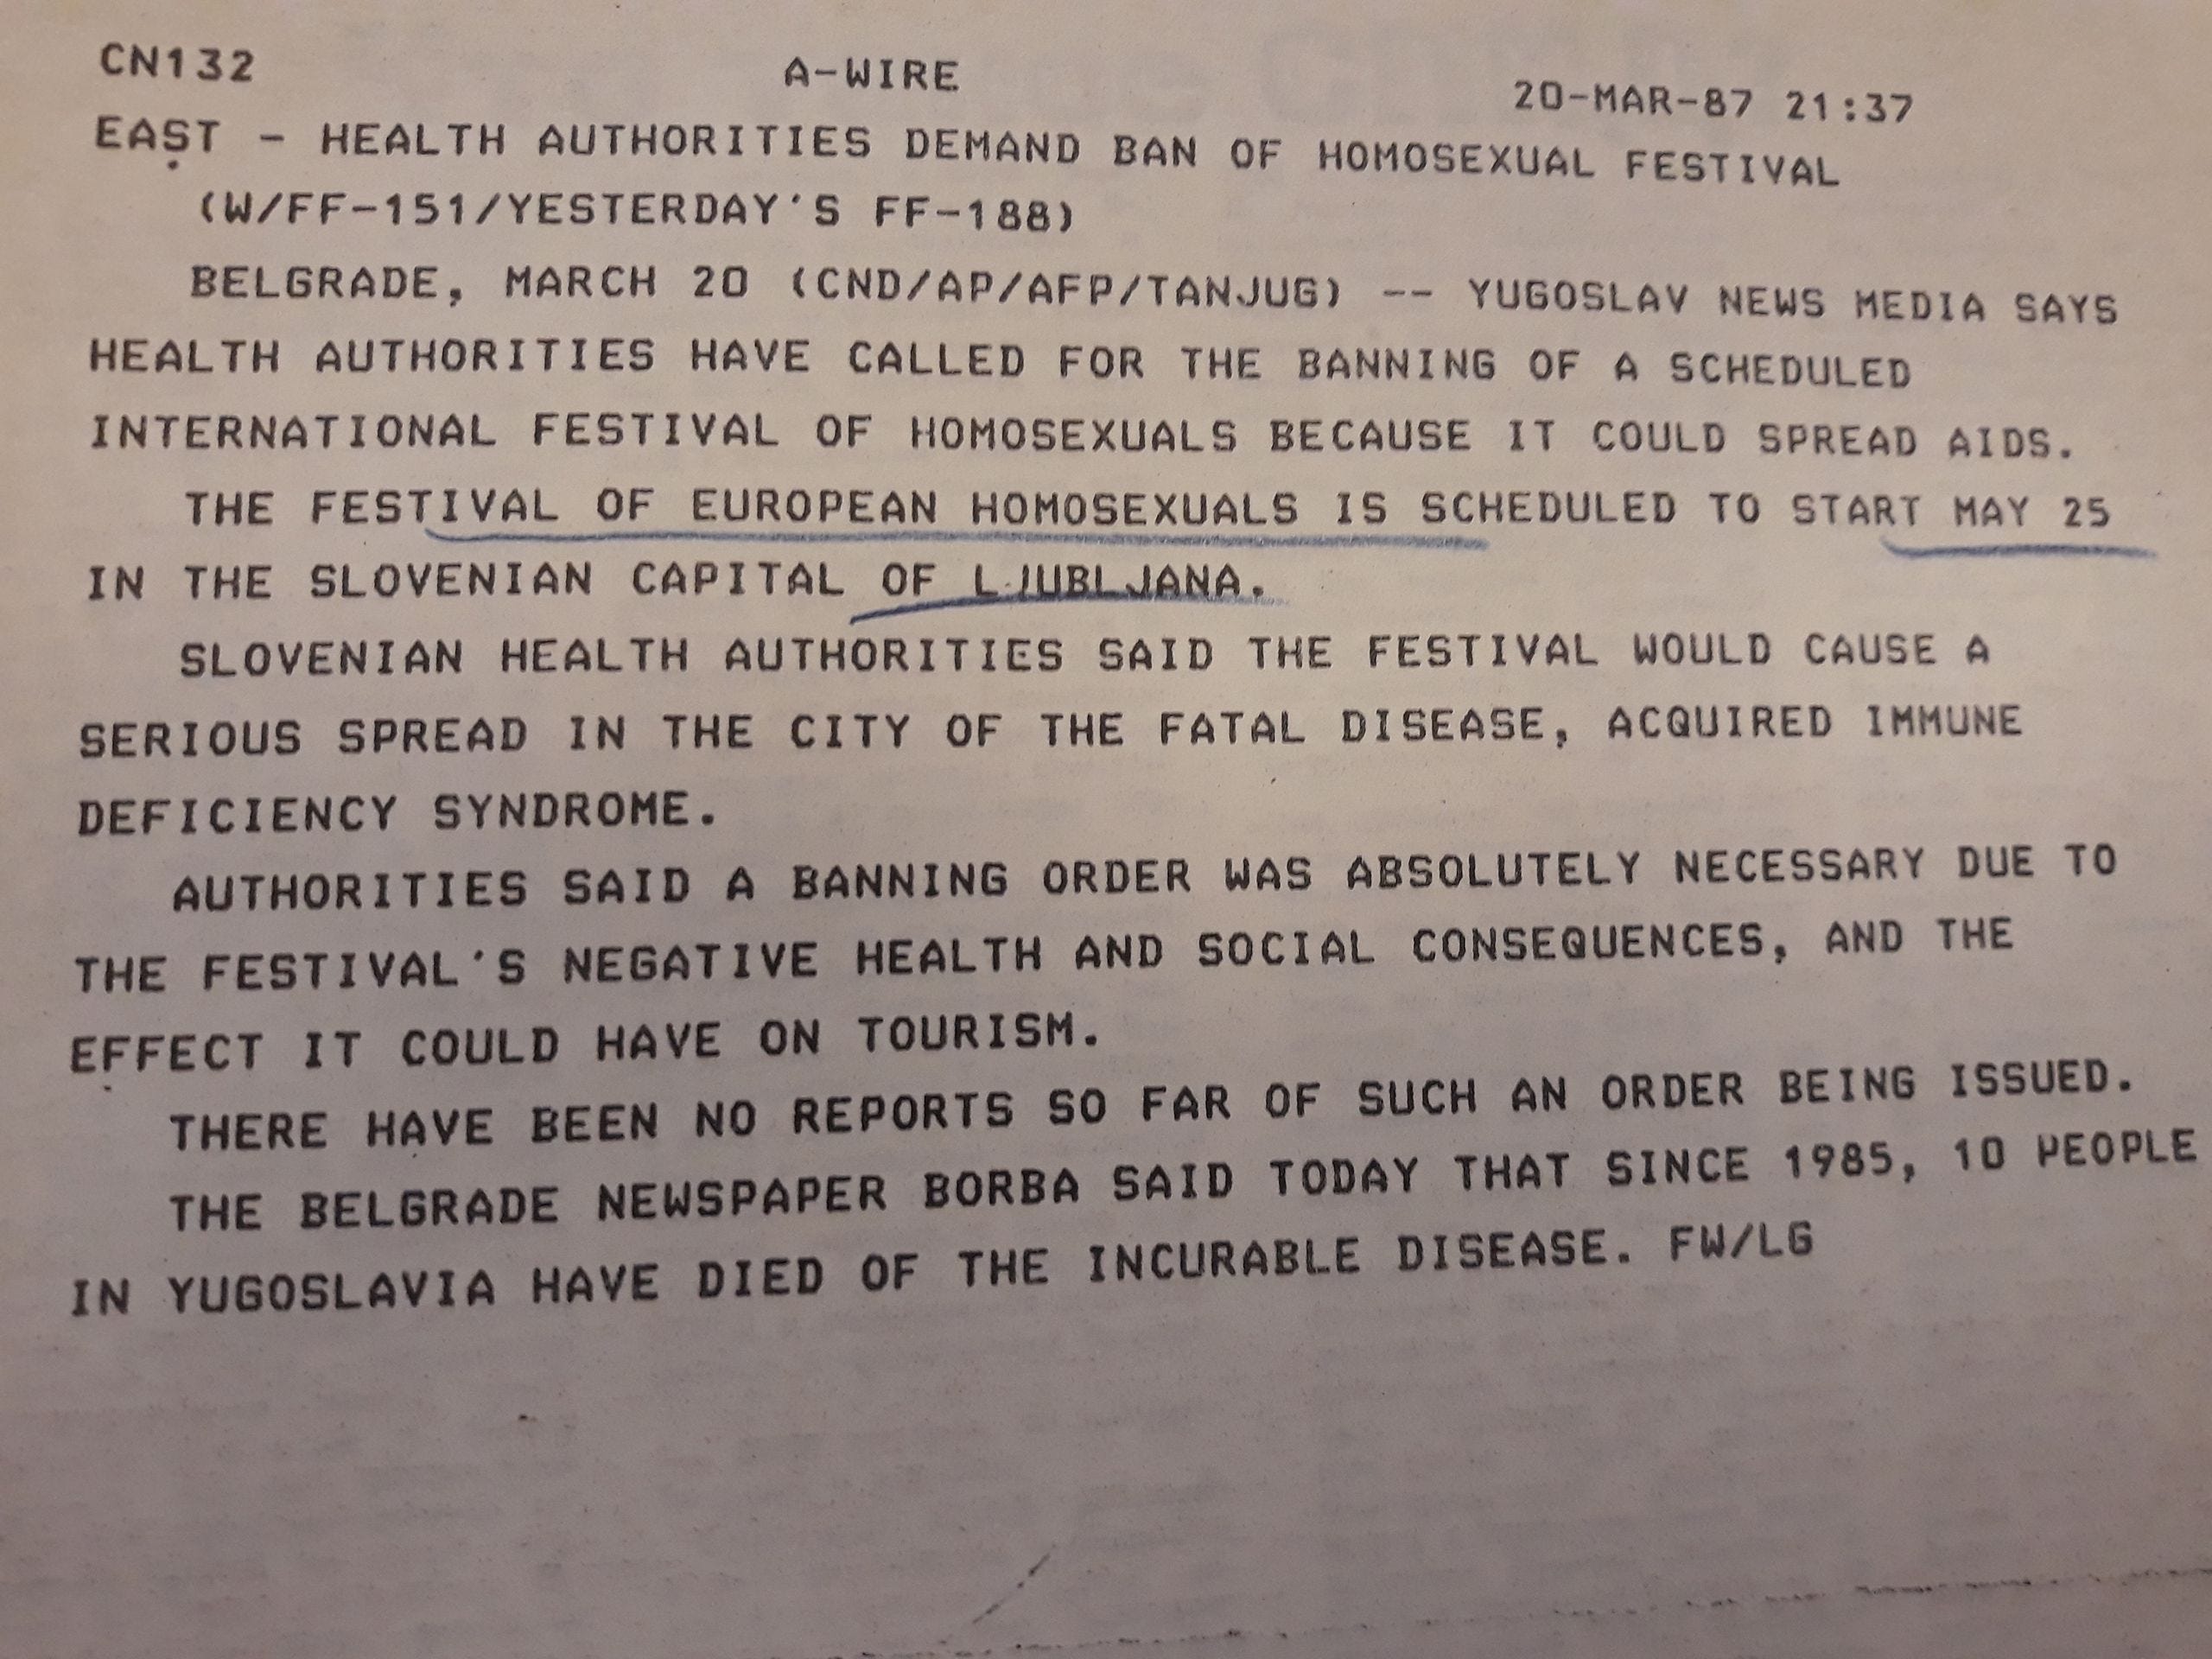 CN132 A-WIRE 20-MAR-87 21:37
EAST - HEALTH AUTHORITIES DEMAND BAN OF HOMOSEXUAL FESTIVAL
(W/FF-151/YESTERDAY'S FF-188)
BELGRADE, MARCH 20 (CND/AP/AFP/TANJUG) -- YUGOSLAV NEWS MEDIA SAYS
HEALTH AUTHORITIES HAVE CALLED FOR THE BANNING OF A SCHEDULED
INTERNATIONAL FESTIVAL OF HOMOSEXUALS BECAUSE IT COULD SPREAD AIDS.
THE FESTIVAL OF EUROPEAN HOMOSEXUALS IS SCHEDULED TO START MAY 25
IN THE SLOVENIAN CAPITAL OF LJUBLJANA.
SLOVENIAN HEALTH AUTHORITIES SAID THE FESTIVAL WOULD CAUSE A
SERIOUS SPREAD IN THE CITY OF THE FATAL DISEASE, ACQUIRED IMMUNE
DEFICIENCY SYNDROME.
AUTHORITIES SAID A BANNING ORDER WAS ABSOLUTELY NECESSARY DUE TO
THE FESTIVAL'S NEGATIVE HEALTH AND SOCIAL CONSEQUENCES, AND THE
EFFECT IT COULD HAVE ON TOURISM.
THERE HAVE BEEN NO REPORTS SO FAR OF SUCH AN ORDER BEING ISSUED.
THE BELGRADE NEWSPAPER BORBA SAID TODAY THAT SINCE 1985, 10 PEOPLE
IN YUGOSLAVIA HAVE DIED OF THE INCURABLE DISEASE. FW/LG